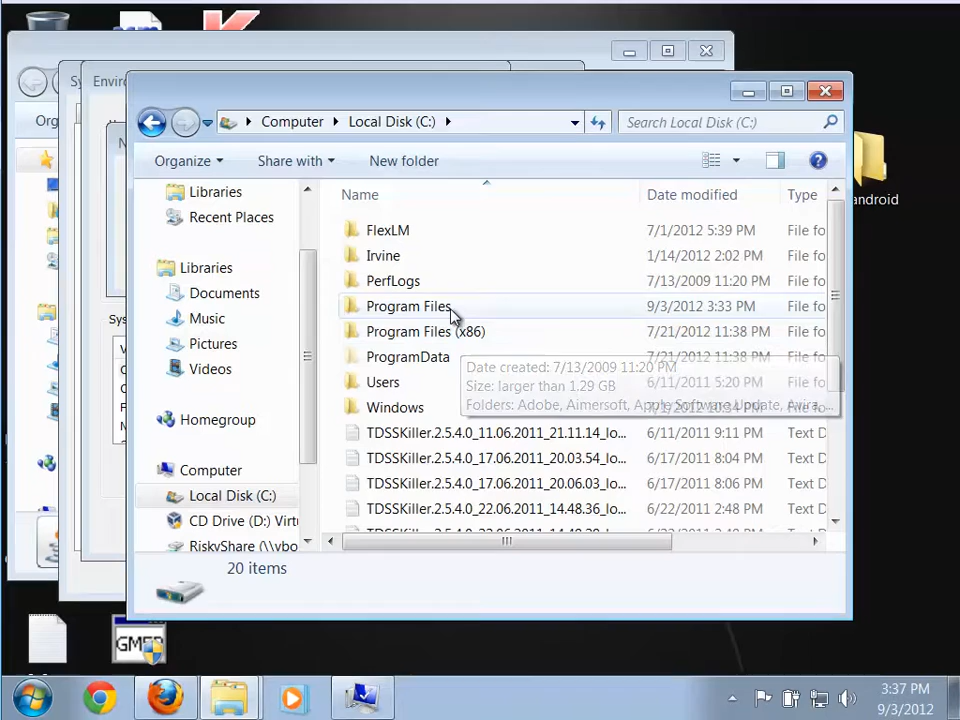 Sy
Enviro
Computer
Local Disk (C:)
Search Local Disk (C:)
Org
Organize
Share with
New folder
Libraries
Recent Places
Libraries
Documents
Music
Pictures
Videos
Homegroup
Computer
Local Disk (C:)
CD Drive (D:) Virtu
RiskyShare (\\vbo
Sys
Name
Date modified
Type
FlexLM
7/1/2012 5:39 PM
File fo
Irvine
1/14/2012 2:02 PM
File fo
PerfLogs
7/13/2009 11:20 PM
File fo
Program Files
9/3/2012 3:33 PM
File fo
Program Files (x86)
7/21/2012 11:38 PM
File fo
ProgramData
7/21/2012 11:38 PM
File fo
Users
6/11/2011 5:20 PM
File fo
Windows
File fo
Date created: 7/13/2009 11:20 PM
Size: larger than 1.29 GB
Folders: Adobe, Aimersoft, Apple Software Update, Avira, ...
TDSSKiller.2.5.4.0_11.06.2011_21.11.14_lo...
6/11/2011 9:11 PM
Text D
TDSSKiller.2.5.4.0_17.06.2011_20.03.54_lo...
6/17/2011 8:04 PM
Text D
TDSSKiller.2.5.4.0_17.06.2011_20.06.03_lo...
6/17/2011 8:06 PM
Text D
TDSSKiller.2.5.4.0_22.06.2011_14.48.36_lo...
6/22/2011 2:48 PM
Text D
20 items
android
GMER
3:37 PM
9/3/2012